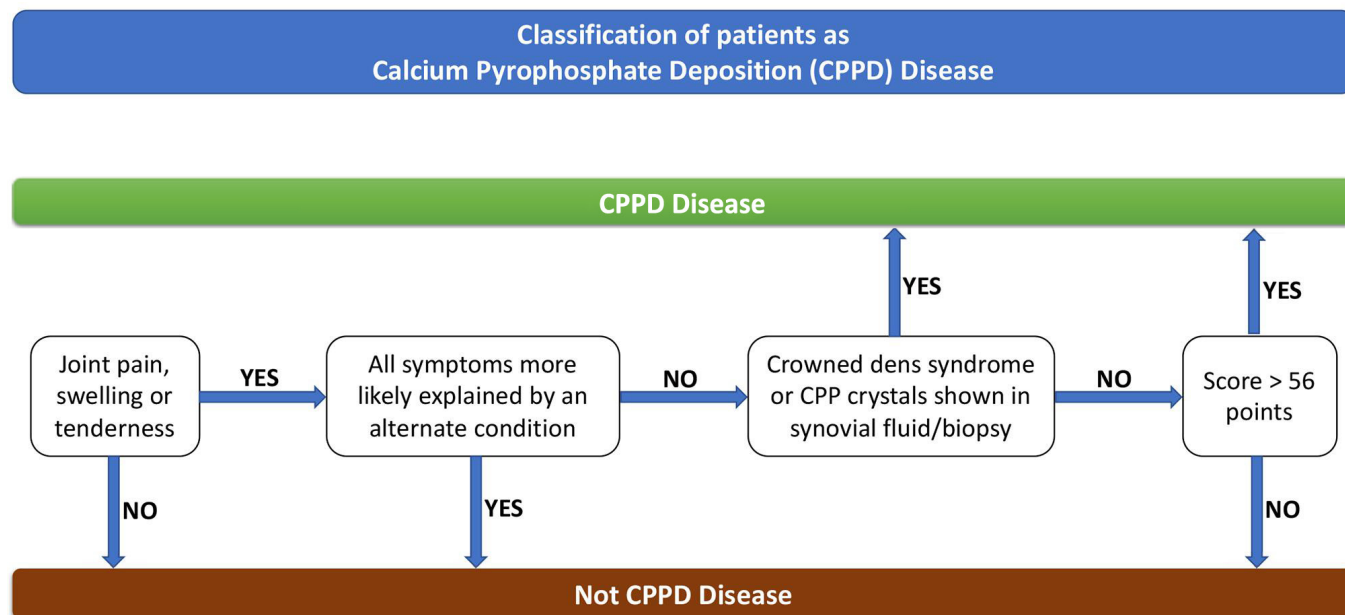 Classification of patients as
Calcium Pyrophosphate Deposition (CPPD) Disease
CPPD Disease
YES
YES
Joint pain,
swelling or
tenderness
YES
All symptoms more
likely explained by an
alternate condition
NO
Crowned dens syndrome
or CPP crystals shown in
synovial fluid/biopsy
NO
Score > 56
points
NO
YES
NO
Not CPPD Disease